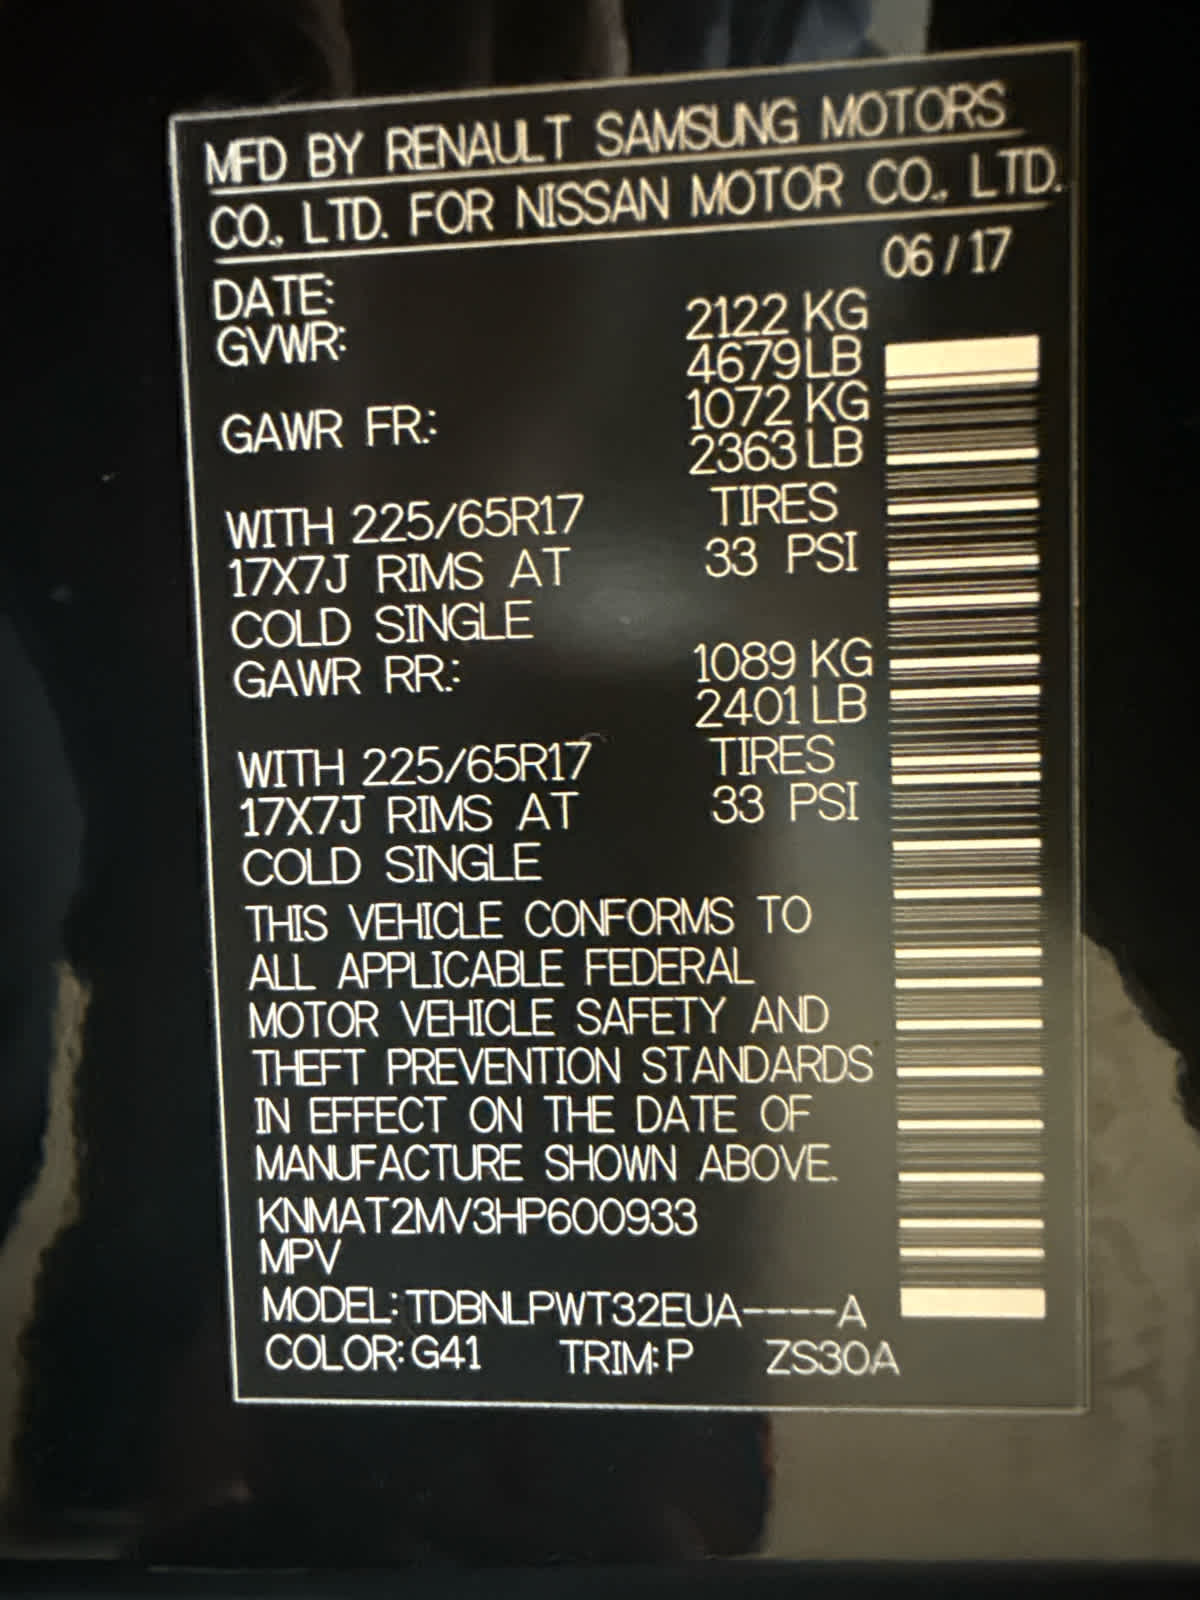 MFD BY RENAULT SAMSUNG MOTORS
CO., LTD. FOR NISSAN MOTOR CO., LTD.
DATE: 06/17
GVWR: 2122 KG
4679 LB
GAWR FR.: 1072 KG
2363 LB
WITH 225/65R17 TIRES
17X7J RIMS AT 33 PSI
COLD SINGLE
GAWR RR.: 1089 KG
2401 LB
WITH 225/65R17 TIRES
17X7J RIMS AT 33 PSI
COLD SINGLE
THIS VEHICLE CONFORMS TO
ALL APPLICABLE FEDERAL
MOTOR VEHICLE SAFETY AND
THEFT PREVENTION STANDARDS
IN EFFECT ON THE DATE OF
MANUFACTURE SHOWN ABOVE.
KNMAT2MV3HP600933
MPV
MODEL: TDBNLPWT32EUA----A
COLOR: G41 TRIM: P ZS30A